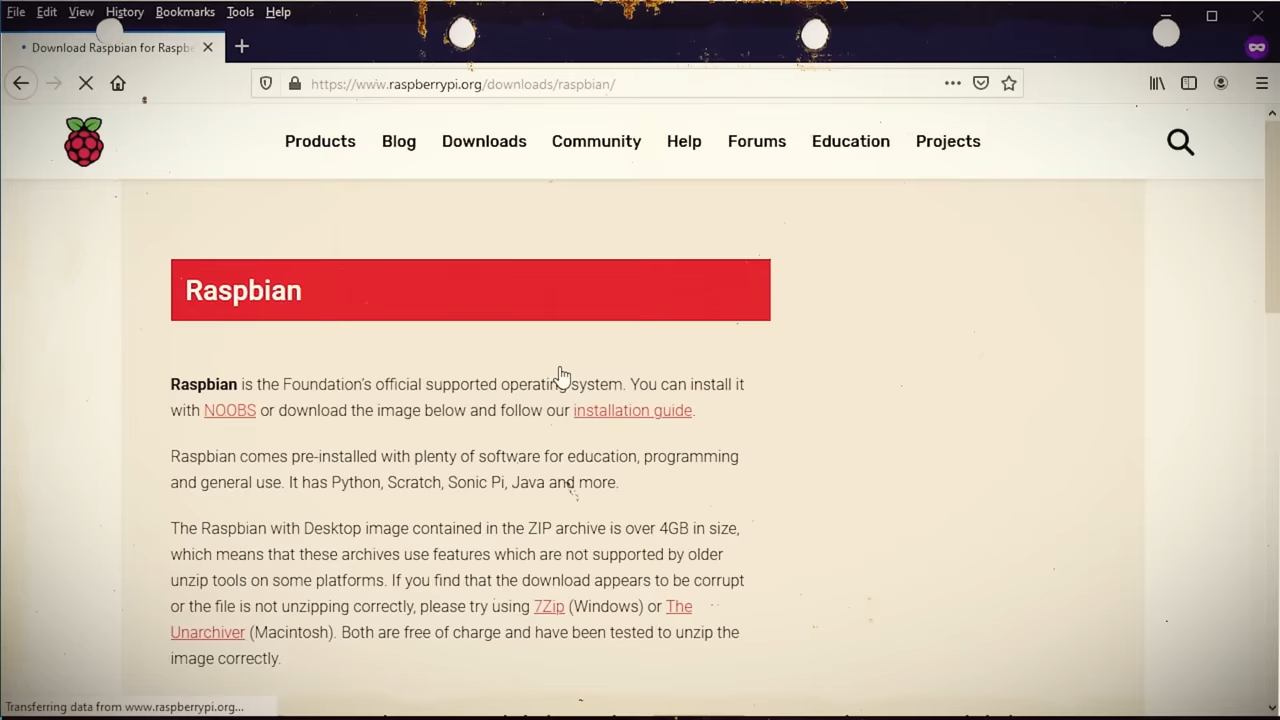 File Edit View History Bookmarks Tools Help
Download Raspbian for Raspbe
https://www.raspberrypi.org/downloads/raspbian/
Products Blog Downloads Community Help Forums Education Projects
Raspbian
Raspbian is the Foundation's official supported operating system. You can install it
with NOOBS or download the image below and follow our installation guide.
Raspbian comes pre-installed with plenty of software for education, programming
and general use. It has Python, Scratch, Sonic Pi, Java and more.
The Raspbian with Desktop image contained in the ZIP archive is over 4GB in size,
which means that these archives use features which are not supported by older
unzip tools on some platforms. If you find that the download appears to be corrupt
or the file is not unzipping correctly, please try using 7Zip (Windows) or The
Unarchiver (Macintosh). Both are free of charge and have been tested to unzip the
image correctly.
Transferring data from www.raspberrypi.org...